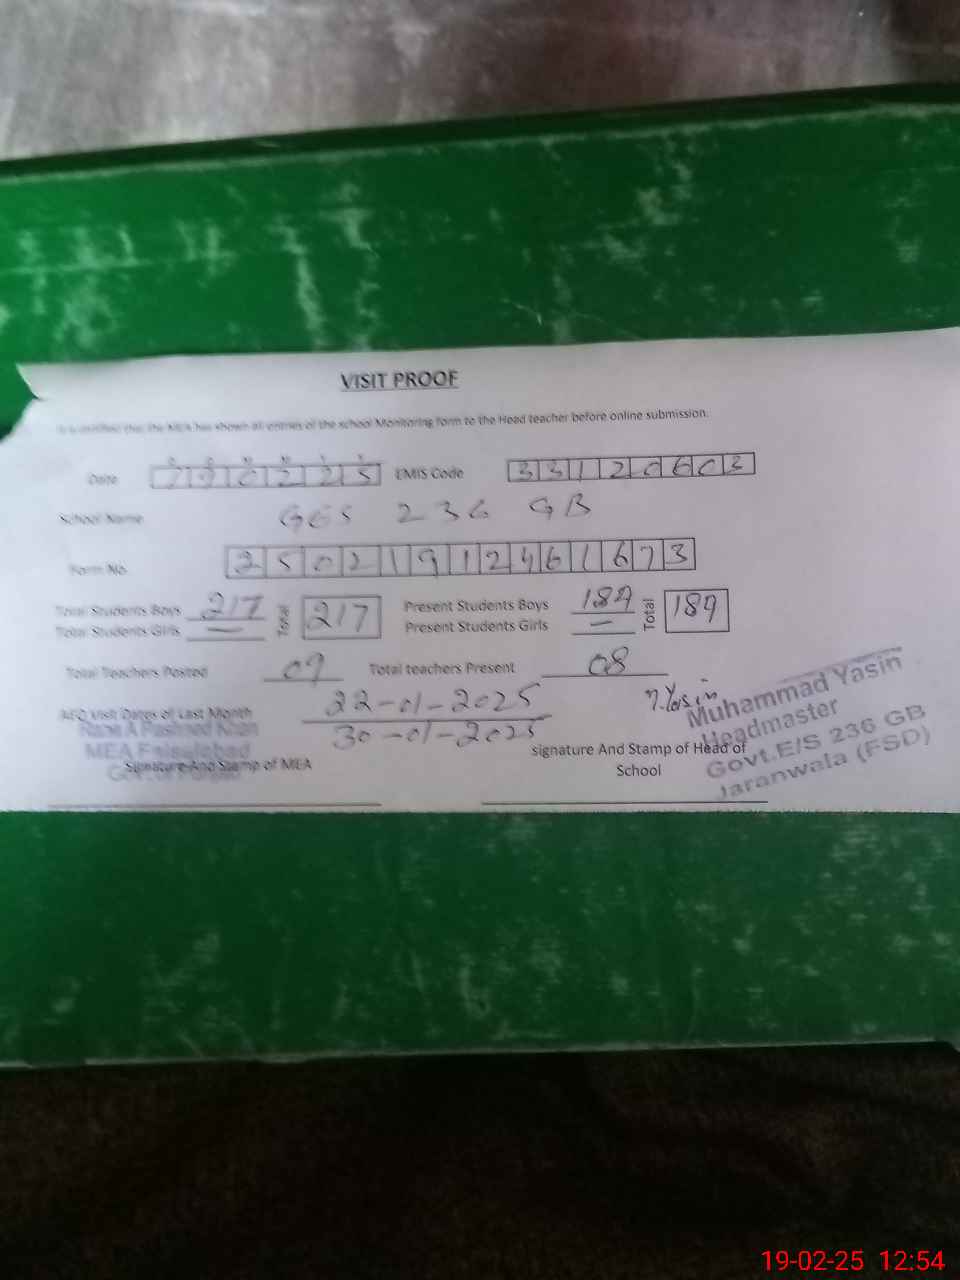 VISIT PROOF
It is certified that the MEA has shown all entries of the school Monitoring form to the Head teacher before online submission.
Date D D M M Y Y 190225 EMIS Code 33120603
School Name GES 236 GB
Form No. 25021912461673
Total Students Boys 217 Total 217 Present Students Boys 189 Total 189
Total Students Girls — Present Students Girls —
Total Teachers Posted 09 Total teachers Present 08
AEO Visit Dates of Last Month 22-01-2025
30-01-2025
MEA Faisalabad
Signature And Stamp of MEA
M.Yasin
Muhammad Yasin
Headmaster
Govt.E/S 236 GB
Jaranwala (FSD)
signature And Stamp of Head of
School
19-02-25 12:54